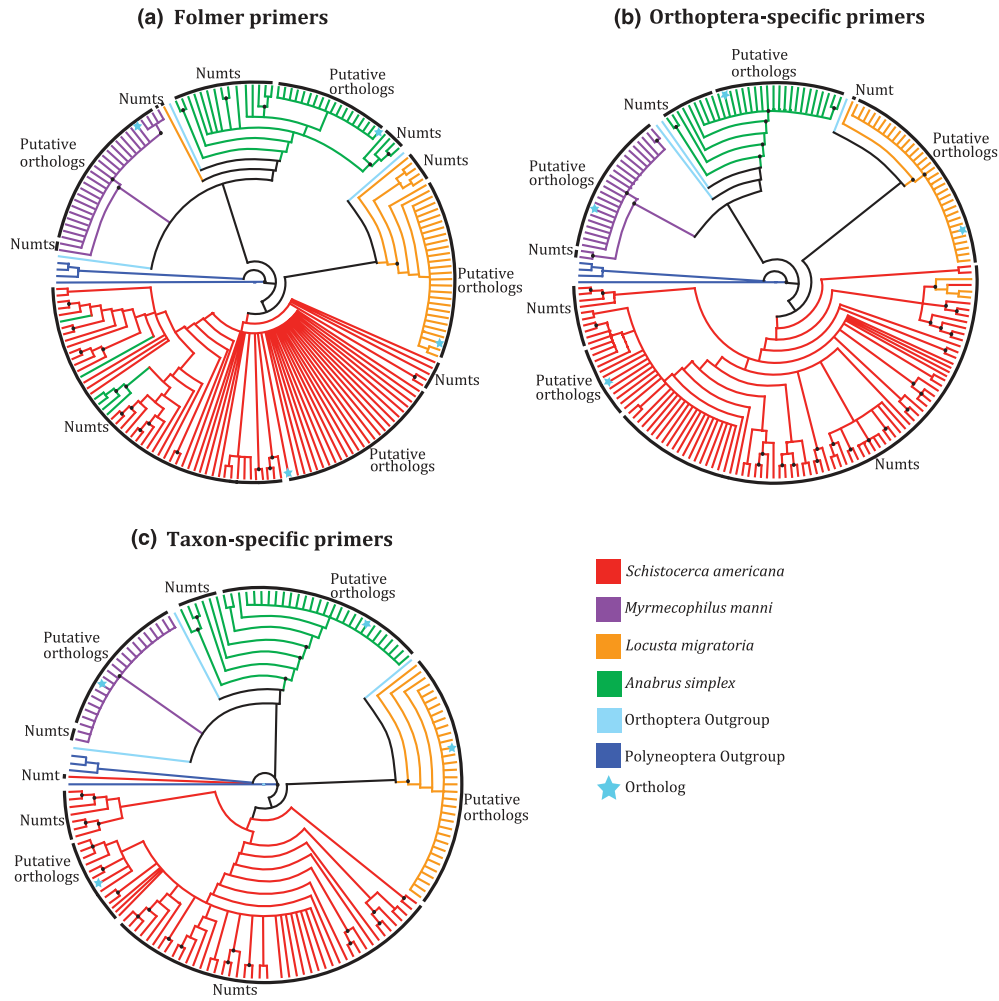 (a) Folmer primers
Numts
Putative
orthologs
Numts
Numts
Putative
orthologs
Numts
Numts
Putative
orthologs
Numts
Numts
Putative
orthologs
(b) Orthoptera-specific primers
Putative
orthologs
Numt
Numts
Putative
orthologs
Putative
orthologs
Numts
Numts
Putative
orthologs
Numts
(c) Taxon-specific primers
Numts
Putative
orthologs
Putative
orthologs
Numts
Numt
Putative
orthologs
Numts
Putative
orthologs
Numts
Schistocerca americana
Myrmecophilus manni
Locusta migratoria
Anabrus simplex
Orthoptera Outgroup
Polyneoptera Outgroup
Ortholog